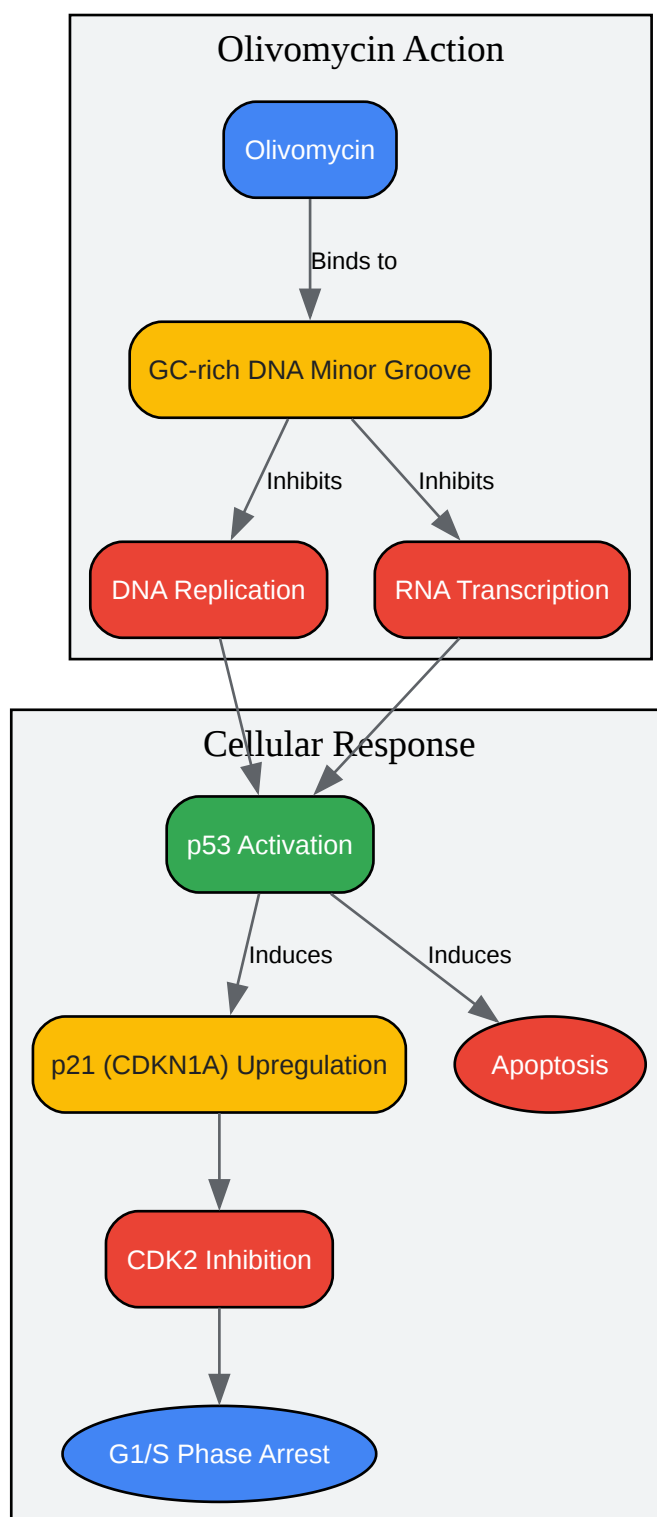 Olivomycin Action
Olivomycin
Binds to
GC-rich DNA Minor Groove
Inhibits
Inhibits
DNA Replication
RNA Transcription
Cellular Response
p53 Activation
Induces
Induces
p21 (CDKN1A) Upregulation
Apoptosis
CDK2 Inhibition
G1/S Phase Arrest